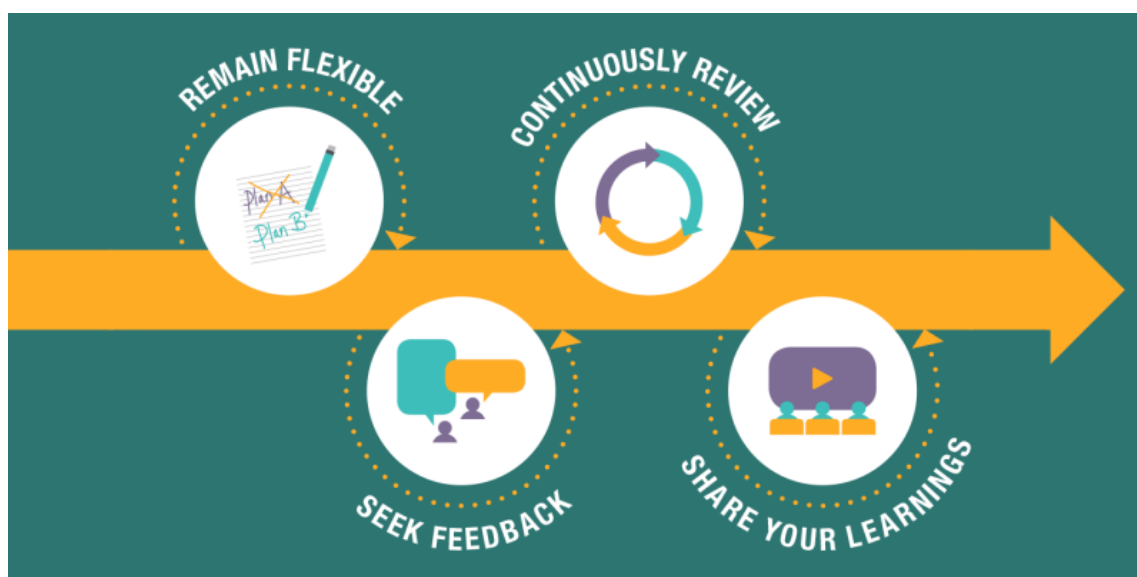 REMAIN FLEXIBLE
Plan A
Plan B
SEEK FEEDBACK
CONTINUOUSLY REVIEW
SHARE YOUR LEARNINGS